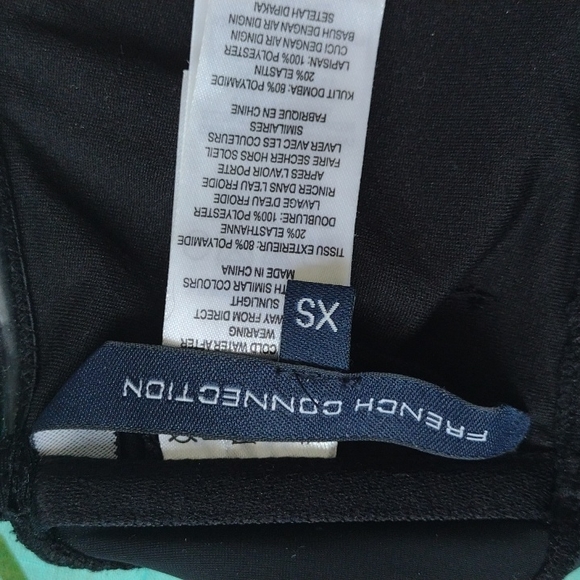 FRENCH CONNECTION
XS
COLD WATER AFTER
WEARING
WAY FROM DIRECT
SUNLIGHT
TH SIMILAR COLOURS
MADE IN CHINA
TISSU EXTERIEUR: 80% POLYAMIDE
20% ELASTHANNE
DOUBLURE: 100% POLYESTER
LAVAGE D'EAU FROIDE
RINCER DANS L'EAU FROIDE
APRES L'AVOIR PORTE
FAIRE SECHER HORS SOLEIL
LAVER AVEC LES COULEURS
SIMILAIRES
FABRIQUE EN CHINE
KULIT DOMBA: 80% POLYAMIDE
20% ELASTIN
LAPISAN: 100% POLYESTER
CUCI DENGAN AIR DINGIN
BASUH DENGAN AIR DINGIN
SETELAH DIPAKAI